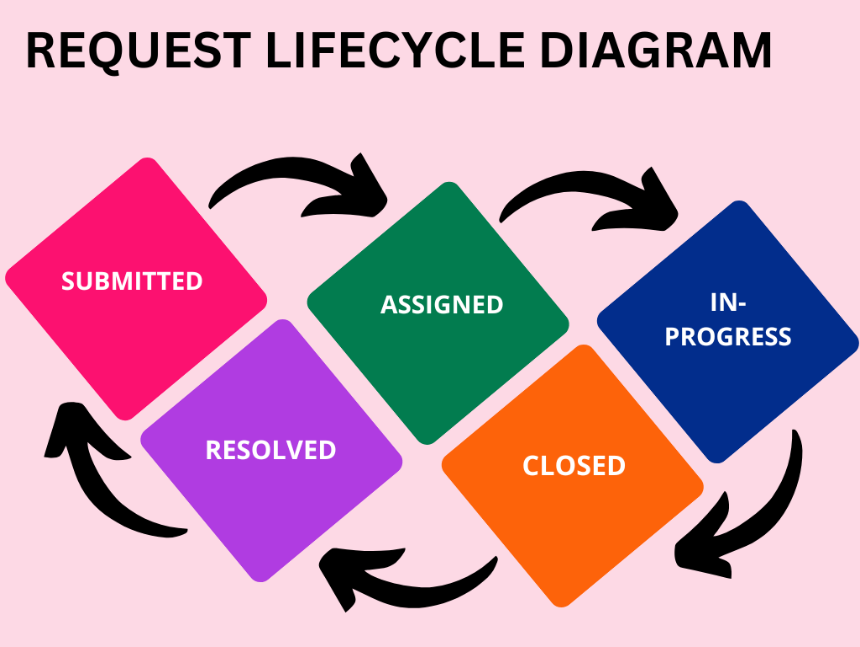 REQUEST LIFECYCLE DIAGRAM
SUBMITTED
ASSIGNED
IN-
PROGRESS
RESOLVED
CLOSED